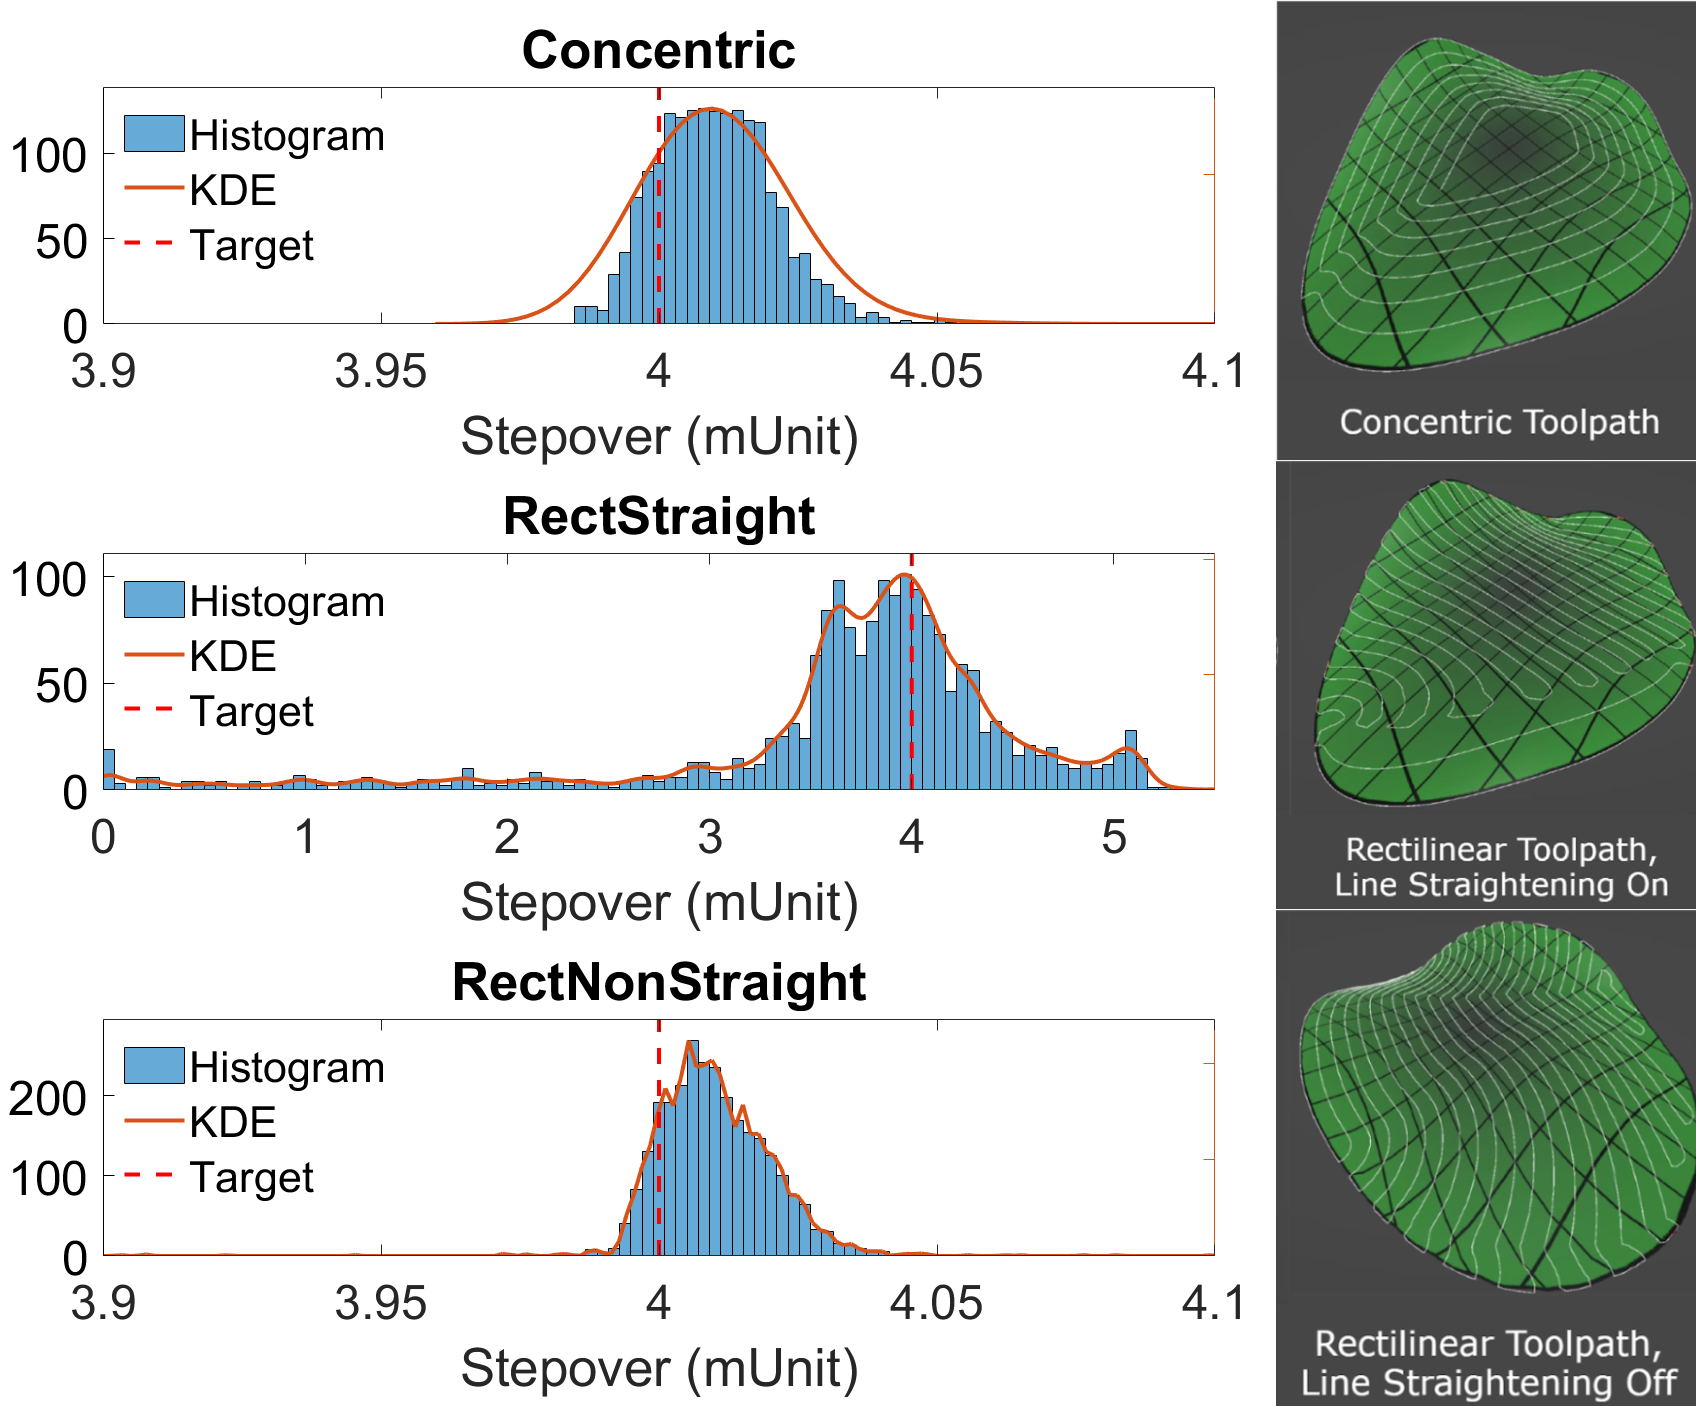 Concentric
Histogram
KDE
Target
100
50
0
3.9 3.95 4 4.05 4.1
Stepover (mUnit)
Concentric Toolpath
RectStraight
Histogram
KDE
Target
100
50
0
0 1 2 3 4 5
Stepover (mUnit)
Rectilinear Toolpath,
Line Straightening On
RectNonStraight
Histogram
KDE
Target
200
100
0
3.9 3.95 4 4.05 4.1
Stepover (mUnit)
Rectilinear Toolpath,
Line Straightening Off